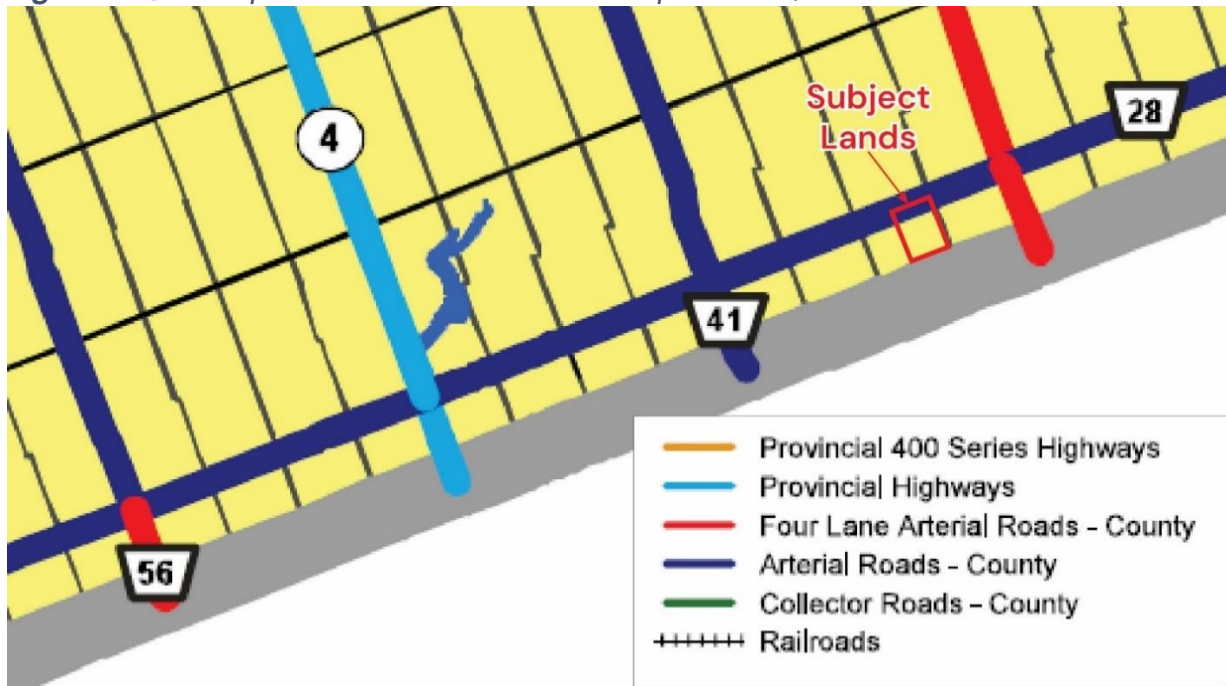 4
28
Subject
Lands
41
56
Provincial 400 Series Highways
Provincial Highways
Four Lane Arterial Roads - County
Arterial Roads - County
Collector Roads - County
Railroads